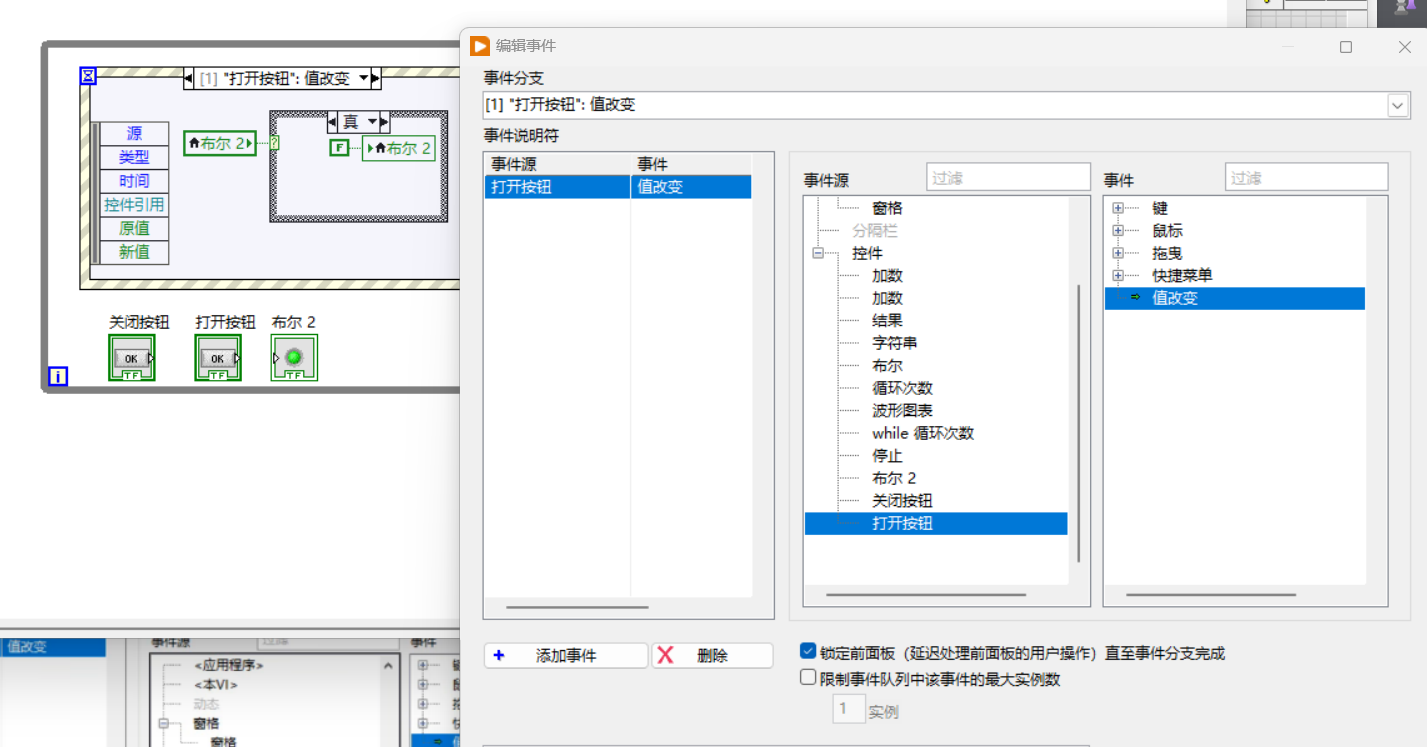 编辑事件
事件分支
[1] "打开按钮": 值改变
事件说明符
事件源 事件
打开按钮 值改变
事件源 过滤
窗格
分隔栏
控件
加数
加数
结果
字符串
布尔
循环次数
波形图表
while 循环次数
停止
布尔 2
关闭按钮
打开按钮
事件 过滤
键
鼠标
拖曳
快捷菜单
值改变
添加事件 删除
锁定前面板（延迟处理前面板的用户操作）直至事件分支完成
限制事件队列中该事件的最大实例数
1 实例
[1] "打开按钮": 值改变
源
类型
时间
控件引用
原值
新值
布尔 2
?
真
F 布尔 2
关闭按钮 打开按钮 布尔 2
OK OK
TF TF TF
i
值改变
事件源 过滤 事件
<应用程序>
<本VI>
动态
窗格
窗格